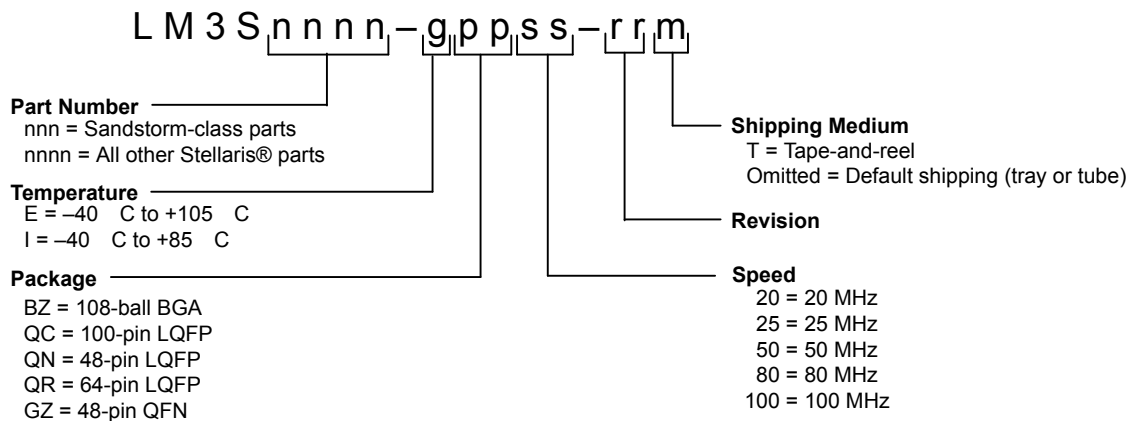 L M 3 S n n n n – g p p s s – r r m
Part Number
nnn = Sandstorm-class parts
nnnn = All other Stellaris® parts
Temperature
E = –40 C to +105 C
I = –40 C to +85 C
Package
BZ = 108-ball BGA
QC = 100-pin LQFP
QN = 48-pin LQFP
QR = 64-pin LQFP
GZ = 48-pin QFN
Shipping Medium
T = Tape-and-reel
Omitted = Default shipping (tray or tube)
Revision
Speed
20 = 20 MHz
25 = 25 MHz
50 = 50 MHz
80 = 80 MHz
100 = 100 MHz